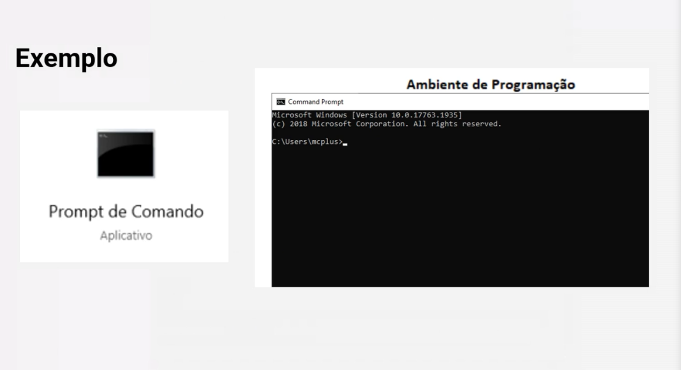 Exemplo
Prompt de Comando
Aplicativo
Ambiente de Programação
Command Prompt
Microsoft Windows [Version 10.0.17763.1935]
(c) 2018 Microsoft Corporation. All rights reserved.
C:\Users\mcplus>